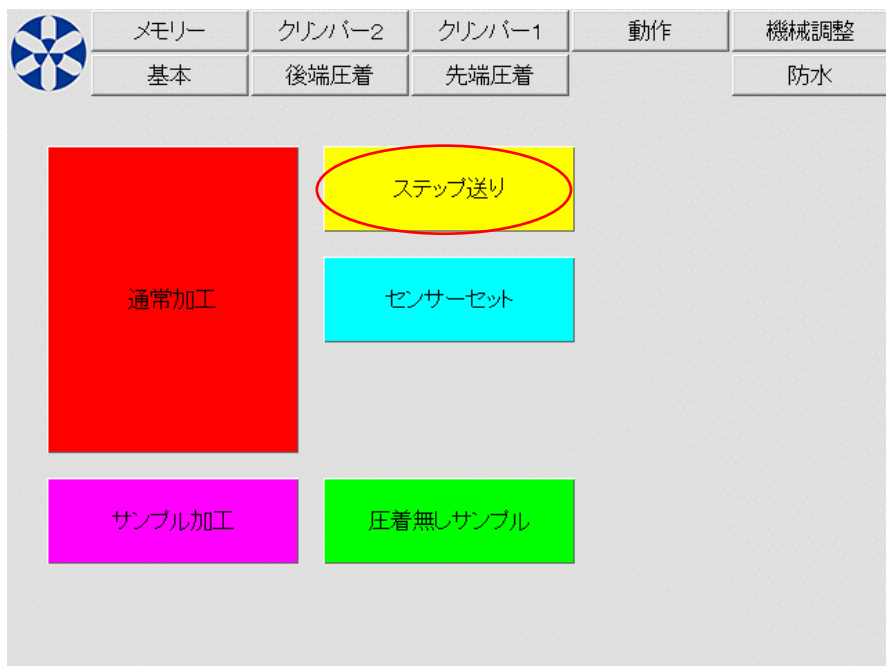 メモリー
クリンパー2
クリンパー1
動作
機械調整
基本
後端圧着
先端圧着
防水
ステップ送り
通常加工
センサーセット
サンプル加工
圧着無しサンプル